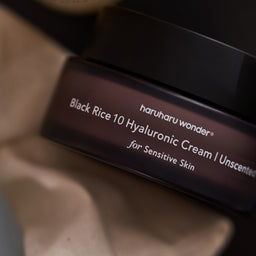 haruharu wonder®
Black Rice 10 Hyaluronic Cream | Unscented
for Sensitive Skin